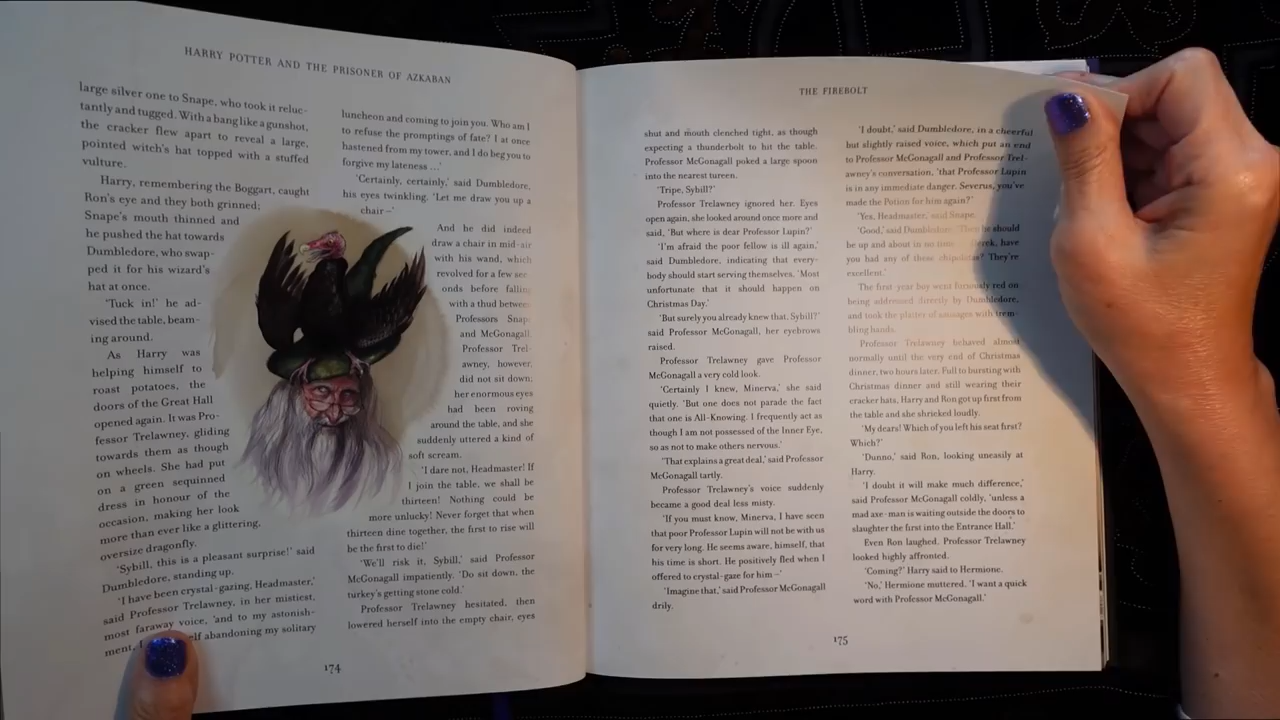 HARRY POTTER AND THE PRISONER OF AZKABAN
large silver one to Snape, who took it reluc-
tantly and tugged. With a bang like a gunshot,
the cracker flew apart to reveal a large,
pointed witch's hat topped with a stuffed
vulture.
Harry, remembering the Boggart, caught
Ron's eye and they both grinned;
Snape's mouth thinned and
he pushed the hat towards
Dumbledore, who swap-
ped it for his wizard's
hat at once.
'Tuck in!' he ad-
vised the table, beam-
ing around.
As Harry was
helping himself to
roast potatoes, the
doors of the Great Hall
opened again. It was Pro-
fessor Trelawney, gliding
towards them as though
on wheels. She had put
on a green sequinned
dress in honour of the
occasion, making her look
more than ever like a glittering,
oversize dragonfly.
'Sybill, this is a pleasant surprise!' said
Dumbledore, standing up.
'I have been crystal-gazing, Headmaster,'
said Professor Trelawney, in her mistiest,
most faraway voice, 'and to my astonish-
ment, I abandoning my solitary
luncheon and coming to join you. Who am I
to refuse the promptings of fate? I at once
hastened from my tower, and I do beg you to
forgive my lateness ...'
'Certainly, certainly,' said Dumbledore,
his eyes twinkling. 'Let me draw you up a
chair –'
And he did indeed
draw a chair in mid-air
with his wand, which
revolved for a few sec-
onds before falling
with a thud between
Professors Snape
and McGonagall.
Professor Trel-
awney, however,
did not sit down;
her enormous eyes
had been roving
around the table, and she
suddenly uttered a kind of
soft scream.
'I dare not, Headmaster! If
I join the table, we shall be
thirteen! Nothing could be
more unlucky! Never forget that when
thirteen dine together, the first to rise will
be the first to die!'
'We'll risk it, Sybill,' said Professor
McGonagall impatiently. 'Do sit down, the
turkey's getting stone cold.'
Professor Trelawney hesitated, then
lowered herself into the empty chair, eyes
174
THE FIREBOLT
shut and mouth clenched tight, as though
expecting a thunderbolt to hit the table.
Professor McGonagall poked a large spoon
into the nearest tureen.
'Tripe, Sybill?'
Professor Trelawney ignored her. Eyes
open again, she looked around once more and
said, 'But where is dear Professor Lupin?'
'I'm afraid the poor fellow is ill again,'
said Dumbledore, indicating that every-
body should start serving themselves. 'Most
unfortunate that it should happen on
Christmas Day.'
'But surely you already knew that, Sybill?'
said Professor McGonagall, her eyebrows
raised.
Professor Trelawney gave Professor
McGonagall a very cold look.
'Certainly I knew, Minerva,' she said
quietly. 'But one does not parade the fact
that one is All-Knowing. I frequently act as
though I am not possessed of the Inner Eye,
so as not to make others nervous.'
'That explains a great deal,' said Professor
McGonagall tartly.
Professor Trelawney's voice suddenly
became a good deal less misty.
'If you must know, Minerva, I have seen
that poor Professor Lupin will not be with us
for very long. He seems aware, himself, that
his time is short. He positively fled when I
offered to crystal-gaze for him –'
'Imagine that,' said Professor McGonagall
drily.
'I doubt,' said Dumbledore, in a cheerful
but slightly raised voice, which put an end
to Professor McGonagall and Professor Trel-
awney's conversation, 'that Professor Lupin
is in any immediate danger. Severus, you've
made the Potion for him again?'
'Yes, Headmaster,' said Snape.
'Good,' said Dumbledore. 'Then he should
be up and about in no time ... Derek, have
you had any of those chipolatas? They're
excellent.'
The first year boy went furiously red on
being addressed directly by Dumbledore,
and took the platter of sausages with trem-
bling hands.
Professor Trelawney behaved almost
normally until the very end of Christmas
dinner, two hours later. Full to bursting with
Christmas dinner and still wearing their
cracker hats, Harry and Ron got up first from
the table and she shrieked loudly.
'My dears! Which of you left his seat first?
Which?'
'Dunno,' said Ron, looking uneasily at
Harry.
'I doubt it will make much difference,'
said Professor McGonagall coldly, 'unless a
mad axe-man is waiting outside the doors to
slaughter the first into the Entrance Hall.'
Even Ron laughed. Professor Trelawney
looked highly affronted.
'Coming?' Harry said to Hermione.
'No,' Hermione muttered. 'I want a quick
word with Professor McGonagall.'
175